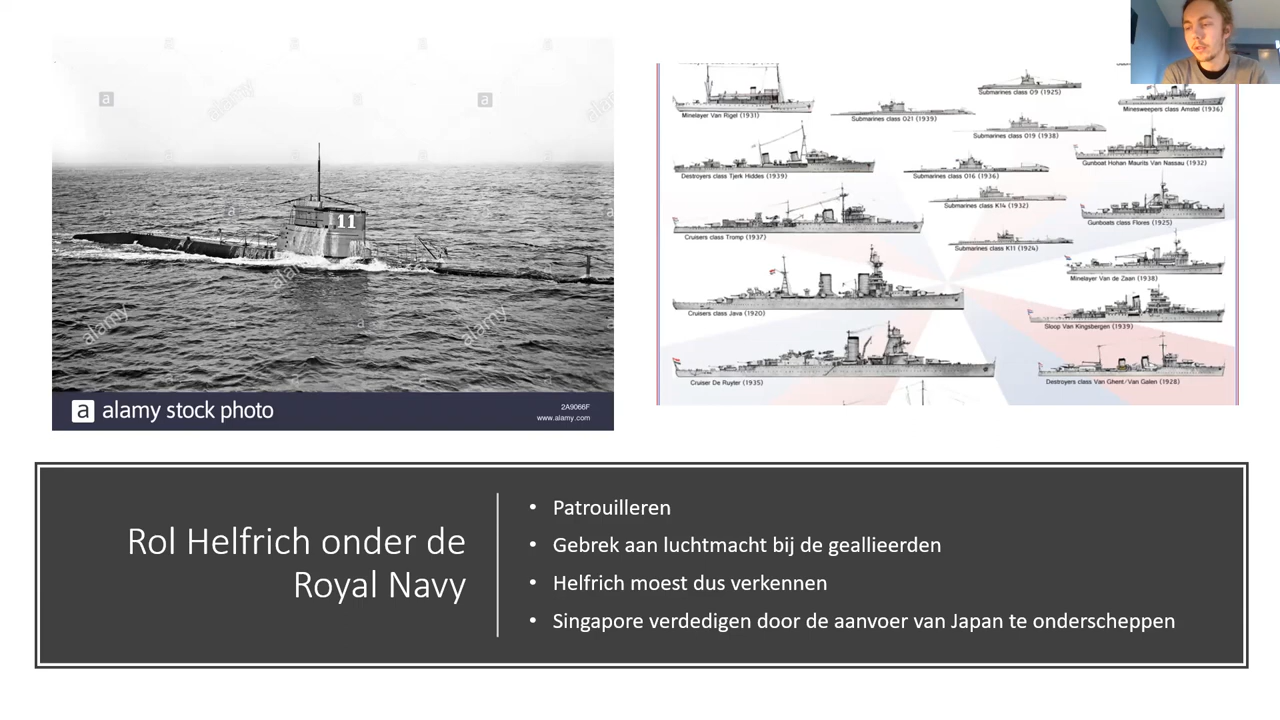 a
a
alamy
alamy
alamy
11
a alamy stock photo
2A9066F
www.alamy.com
Minelayer Van Rigel (1931)
Submarines class O9 (1925)
Submarines class O21 (1939)
Minesweepers class Amstel (1936)
Submarines class O19 (1938)
Destroyers class Tjerk Hiddes (1939)
Submarines class O16 (1936)
Gunboat Hohan Maurits Van Nassau (1932)
Submarines class K14 (1932)
Cruisers class Tromp (1937)
Gunboats class Flores (1925)
Submarines class K11 (1924)
Minelayer Van de Zaan (1938)
Cruisers class Java (1920)
Sloop Van Kingsbergen (1939)
Cruiser De Ruyter (1935)
Destroyers class Van Ghent/Van Galen (1928)
Rol Helfrich onder de
Royal Navy
• Patrouilleren
• Gebrek aan luchtmacht bij de geallieerden
• Helfrich moest dus verkennen
• Singapore verdedigen door de aanvoer van Japan te onderscheppen